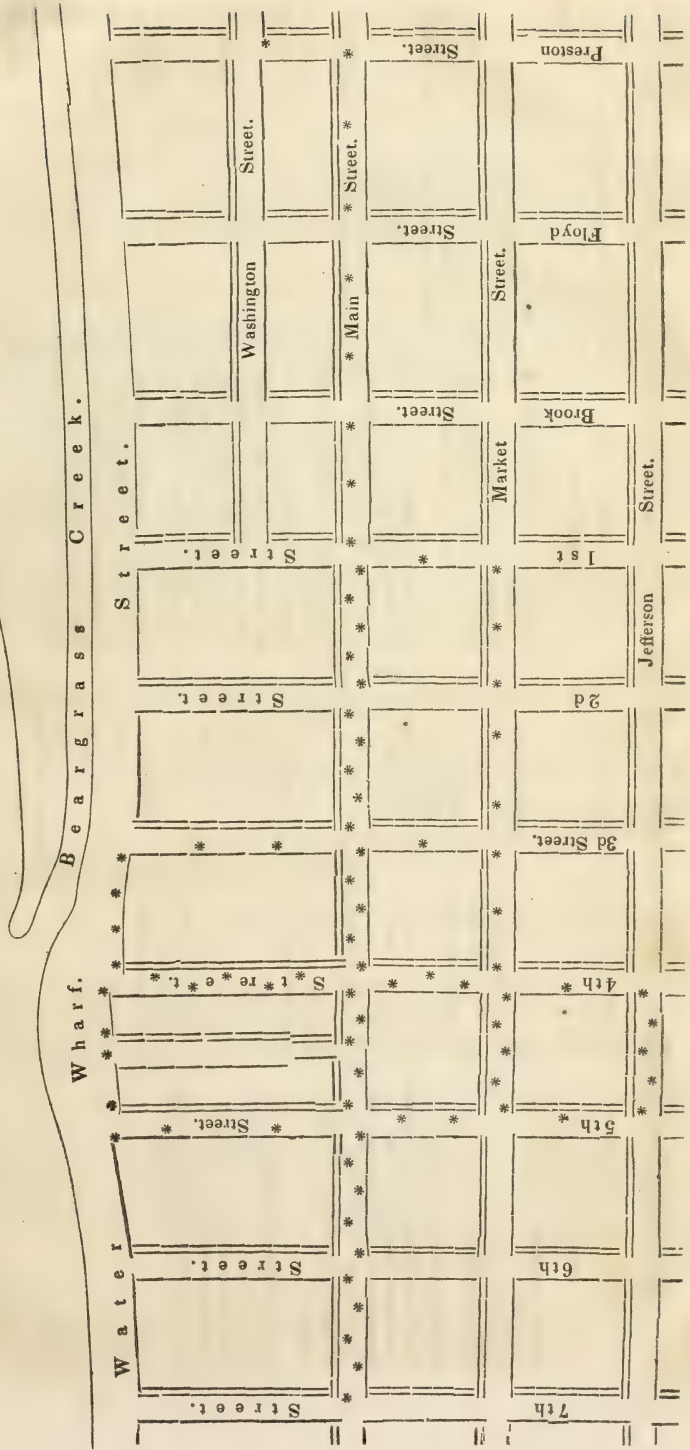 Beargrass Creek.
Wharf.
Water Street.
Washington Street.
Main Street.
Market Street.
Jefferson Street.
Preston Street.
Floyd Street.
Brook Street.
1st Street.
2d Street.
3d Street.
4th Street.
5th Street.
6th Street.
7th Street.